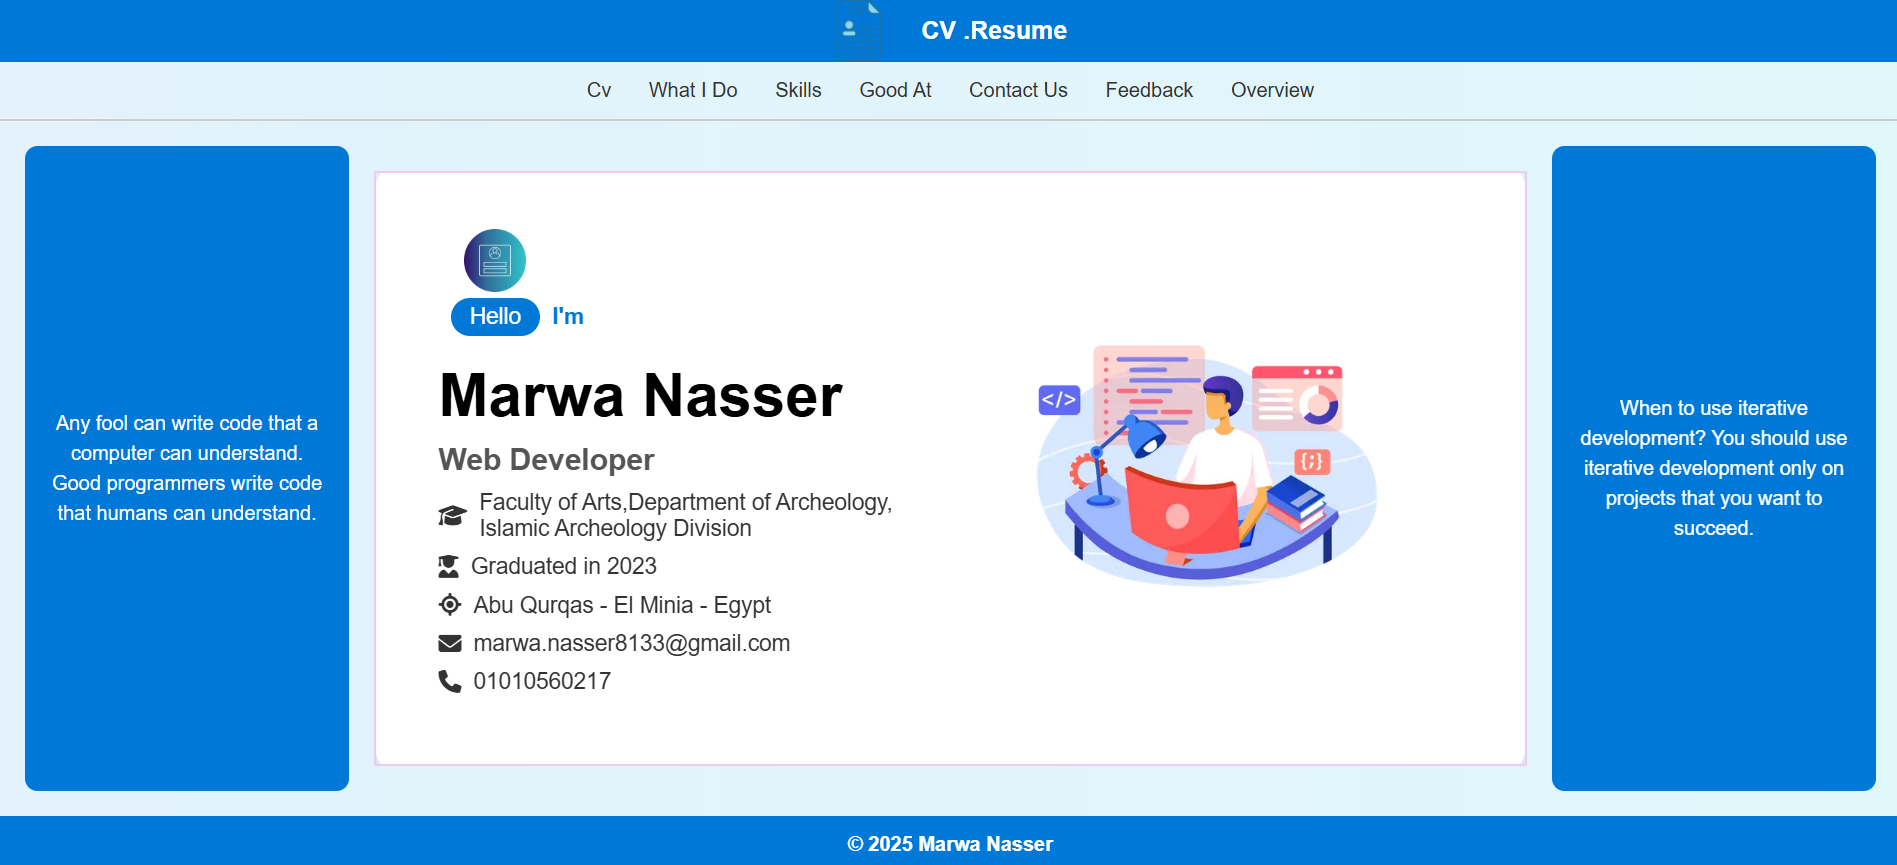 CV .Resume
Cv What I Do Skills Good At Contact Us Feedback Overview
Any fool can write code that a
computer can understand.
Good programmers write code
that humans can understand.
Hello I'm
Marwa Nasser
Web Developer
Faculty of Arts,Department of Archeology,
Islamic Archeology Division
Graduated in 2023
Abu Qurqas - El Minia - Egypt
marwa.nasser8133@gmail.com
01010560217
</>
{;}
When to use iterative
development? You should use
iterative development only on
projects that you want to
succeed.
© 2025 Marwa Nasser